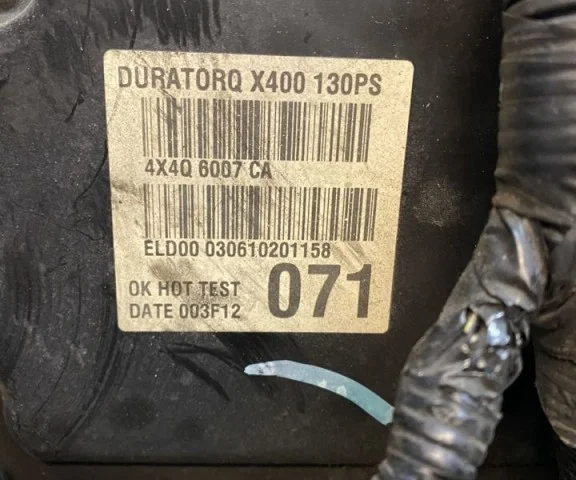 DURATORQ X400 130PS
4X4Q 6007 CA
ELD00 030610201158
OK HOT TEST
DATE 003F12
071